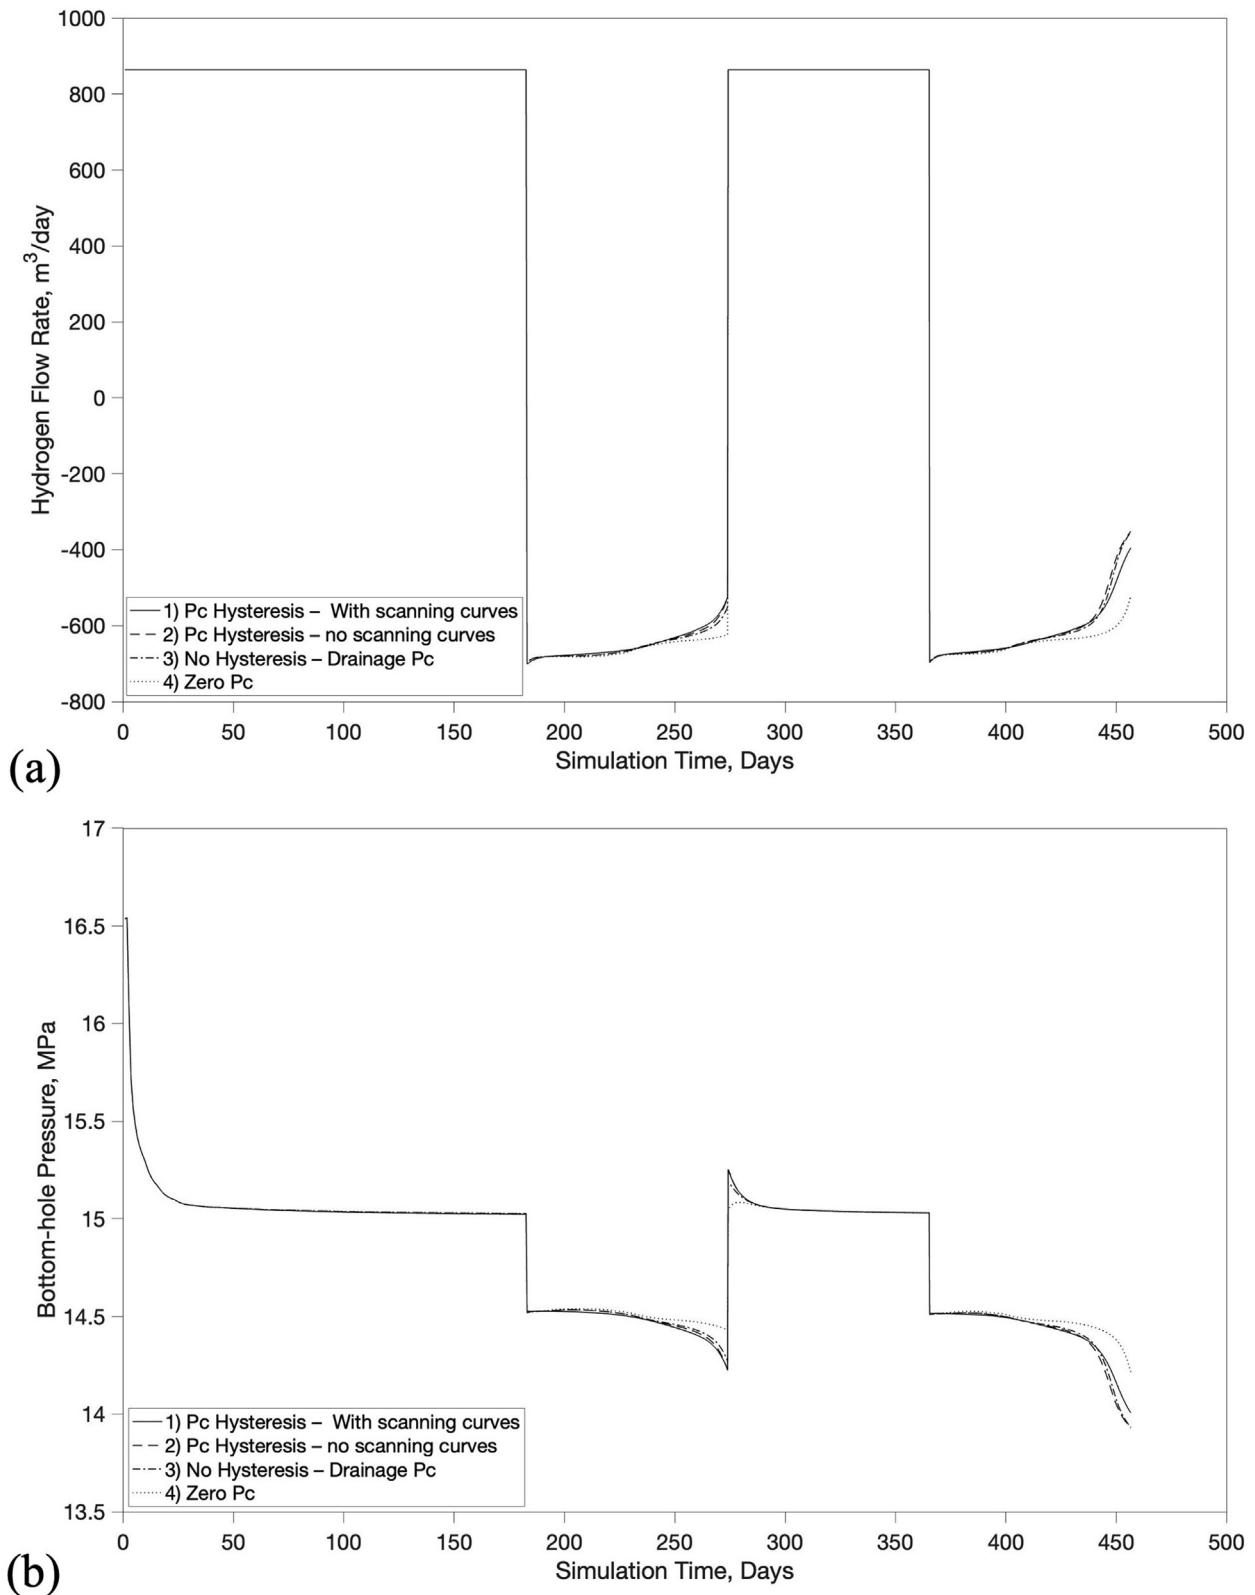 1000
800
600
400
200
0
-200
-400
-600
-800
Hydrogen Flow Rate, m³/day
1) Pc Hysteresis – With scanning curves
2) Pc Hysteresis – no scanning curves
3) No Hysteresis – Drainage Pc
4) Zero Pc
0 50 100 150 200 250 300 350 400 450 500
Simulation Time, Days
(a)
17
16.5
16
15.5
15
14.5
14
13.5
Bottom-hole Pressure, MPa
1) Pc Hysteresis – With scanning curves
2) Pc Hysteresis – no scanning curves
3) No Hysteresis – Drainage Pc
4) Zero Pc
0 50 100 150 200 250 300 350 400 450 500
Simulation Time, Days
(b)